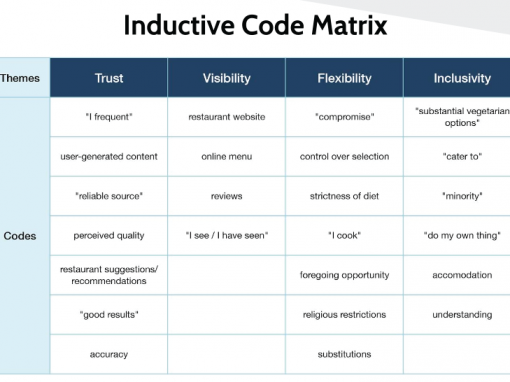 Inductive Code Matrix
Themes Trust Visibility Flexibility Inclusivity
"I frequent" restaurant website "compromise" "substantial vegetarian
options"
user-generated content online menu control over selection "cater to"
"reliable source" reviews strictness of diet "minority"
Codes perceived quality "I see / I have seen" "I cook" "do my own thing"
restaurant suggestions/
recommendations foregoing opportunity accomodation
"good results" religious restrictions understanding
accuracy substitutions